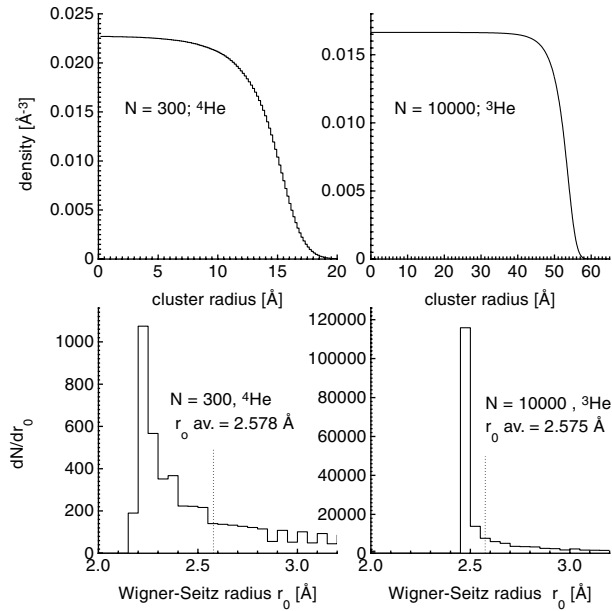 0.025
0.020
0.015
0.010
0.005
0.000
density [Å-3]
N = 300; 4He
0 5 10 15 20
cluster radius [Å]
0.015
0.010
0.005
0.000
N = 10000; 3He
0 10 20 30 40 50 60
cluster radius [Å]
1000
800
600
400
200
0
dN/dr0
N = 300, 4He
ro av. = 2.578 Å
2.0 2.5 3.0
Wigner-Seitz radius r0 [Å]
120000
100000
80000
60000
40000
20000
0
N = 10000 , 3He
r0 av. = 2.575 Å
2.0 2.5 3.0
Wigner-Seitz radius r0 [Å]